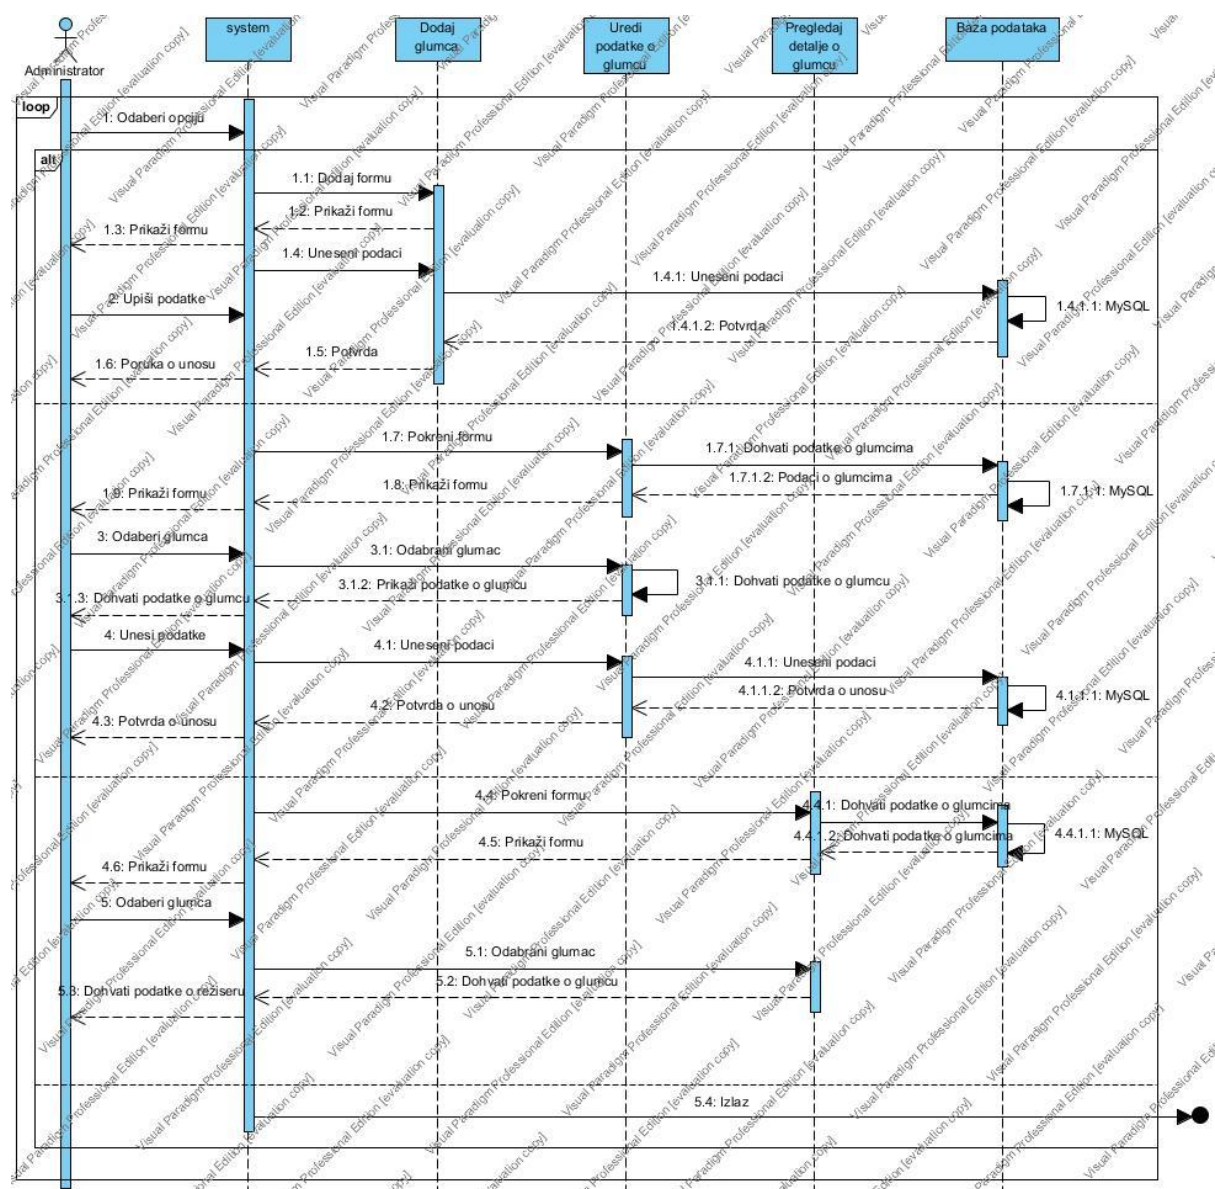 Administrator
system
Dodaj
glumca
Uredi
podatke o
glumcu
Pregledaj
detalje o
glumcu
Baza podataka
loop
1: Odaberi opciju
alt
1.1: Dodaj formu
1.2: Prikaži formu
1.3: Prikaži formu
1.4: Uneseni podaci
1.4.1: Uneseni podaci
2: Upiši podatke
1.4.1.1: MySQL
1.4.1.2: Potvrda
1.5: Potvrda
1.6: Poruka o unosu
1.7: Pokreni formu
1.7.1: Dohvati podatke o glumcima
1.7.1.2: Podaci o glumcima
1.8: Prikaži formu
1.9: Prikaži formu
1.7.1.1: MySQL
3: Odaberi glumca
3.1: Odabrani glumac
3.1.1: Dohvati podatke o glumcu
3.1.2: Prikaži podatke o glumcu
3.1.3: Dohvati podatke o glumcu
4: Unesi podatke
4.1: Uneseni podaci
4.1.1: Uneseni podaci
4.1.1.2: Potvrda o unosu
4.1.1.1: MySQL
4.2: Potvrda o unosu
4.3: Potvrda o unosu
4.4: Pokreni formu
4.4.1: Dohvati podatke o glumcima
4.4.1.2: Dohvati podatke o glumcima
4.4.1.1: MySQL
4.5: Prikaži formu
4.6: Prikaži formu
5: Odaberi glumca
5.1: Odabrani glumac
5.2: Dohvati podatke o glumcu
5.3: Dohvati podatke o režiseru
5.4: Izlaz
Visual Paradigm Professional Edition [evaluation copy]